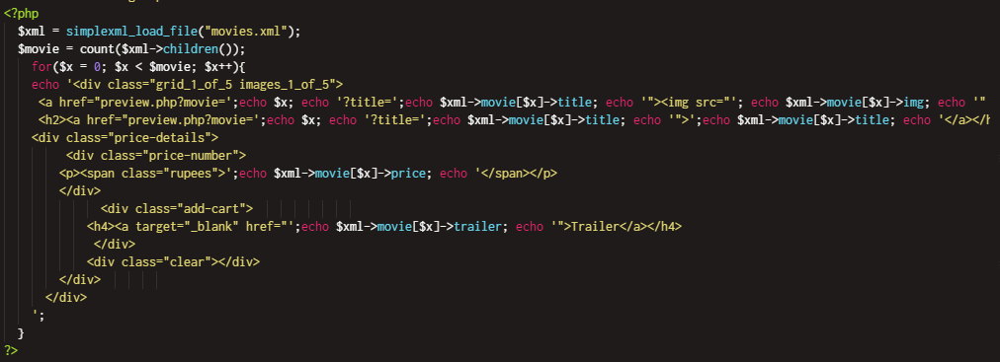 <?php
$xml = simplexml_load_file("movies.xml");
$movie = count($xml->children());
for($x = 0; $x < $movie; $x++){
echo '<div class="grid_1_of_5 images_1_of_5">
<a href="preview.php?movie=';echo $x; echo '?title=';echo $xml->movie[$x]->title; echo '"><img src="'; echo $xml->movie[$x]->img; echo '"
<h2><a href="preview.php?movie=';echo $x; echo '?title=';echo $xml->movie[$x]->title; echo '">';echo $xml->movie[$x]->title; echo '</a></h
<div class="price-details">
<div class="price-number">
<p><span class="rupees">';echo $xml->movie[$x]->price; echo '</span></p>
</div>
<div class="add-cart">
<h4><a target="_blank" href="';echo $xml->movie[$x]->trailer; echo '">Trailer</a></h4>
</div>
<div class="clear"></div>
</div>
</div>
';
}
?>